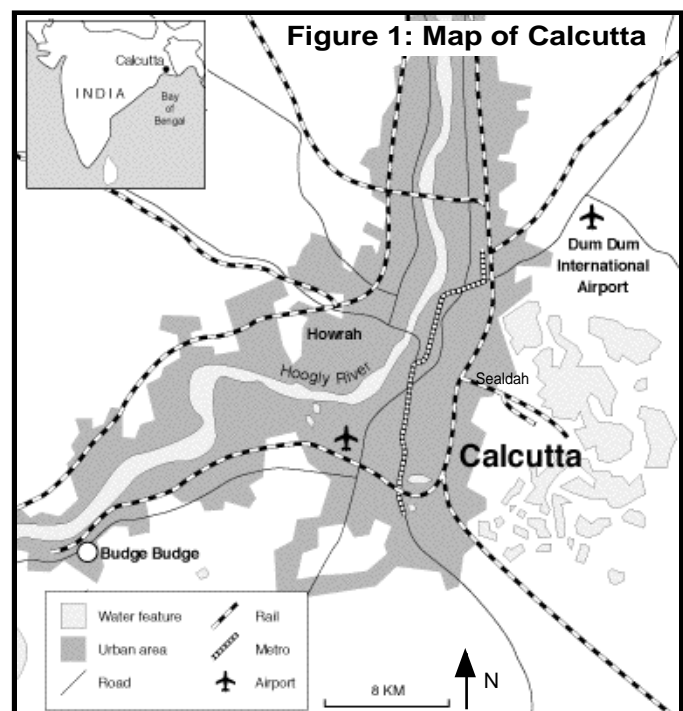 Figure 1: Map of Calcutta
Calcutta
INDIA
Bay
of
Bengal
Dum Dum
International
Airport
Howrah
Hoogly River
Sealdah
Calcutta
Budge Budge
Water feature
Rail
Urban area
Metro
Road
Airport
8 KM
N